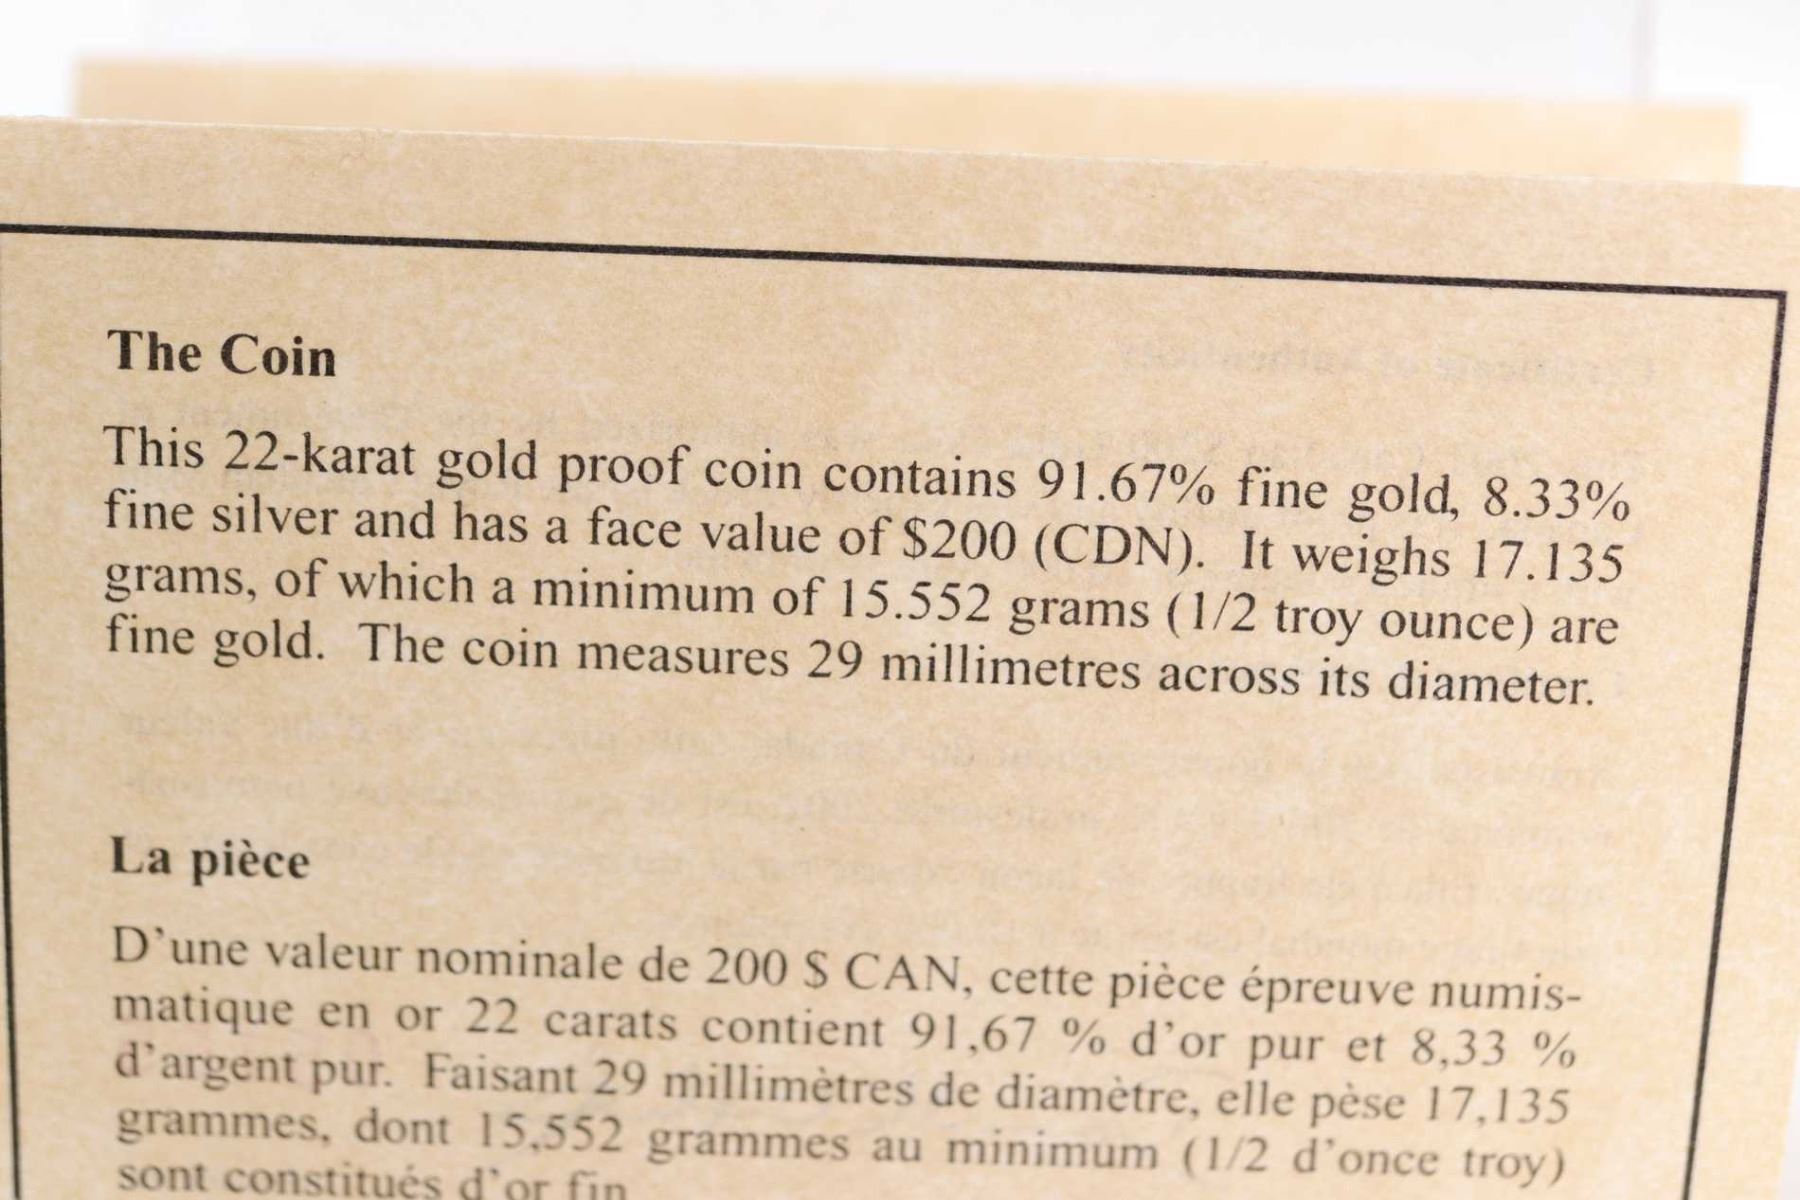 The Coin
This 22-karat gold proof coin contains 91.67% fine gold, 8.33%
fine silver and has a face value of $200 (CDN). It weighs 17.135
grams, of which a minimum of 15.552 grams (1/2 troy ounce) are
fine gold. The coin measures 29 millimetres across its diameter.
La pièce
D'une valeur nominale de 200 $ CAN, cette pièce épreuve numis-
matique en or 22 carats contient 91,67 % d'or pur et 8,33 %
d'argent pur. Faisant 29 millimètres de diamètre, elle pèse 17,135
grammes, dont 15,552 grammes au minimum (1/2 d'once troy)
sont constitués d'or fin